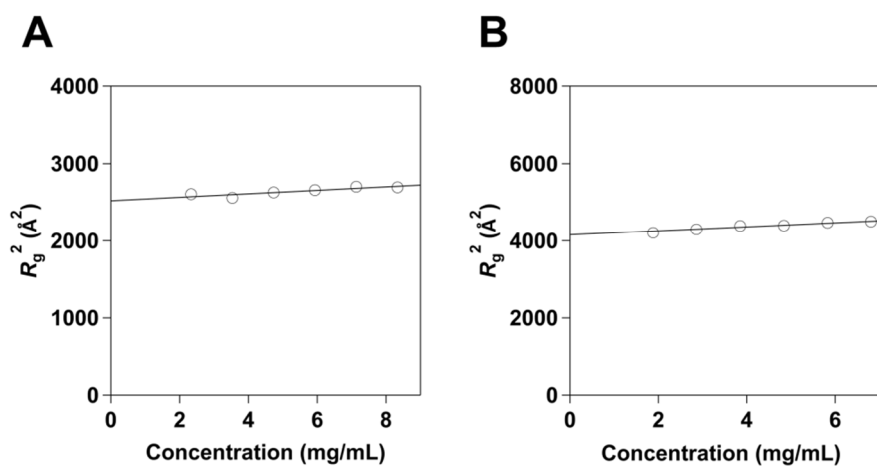 A
4000
3000
2000
1000
0
Rg² (Å²)
0 2 4 6 8
Concentration (mg/mL)
B
8000
6000
4000
2000
0
Rg² (Å²)
0 2 4 6
Concentration (mg/mL)